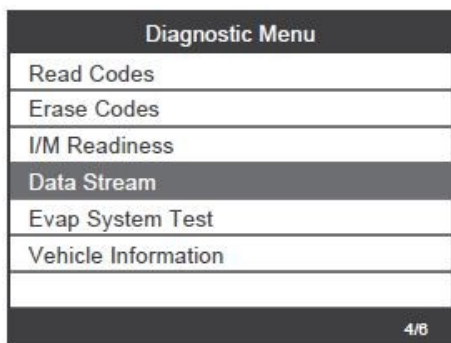 Diagnostic Menu
Read Codes
Erase Codes
I/M Readiness
Data Stream
Evap System Test
Vehicle Information
4/6